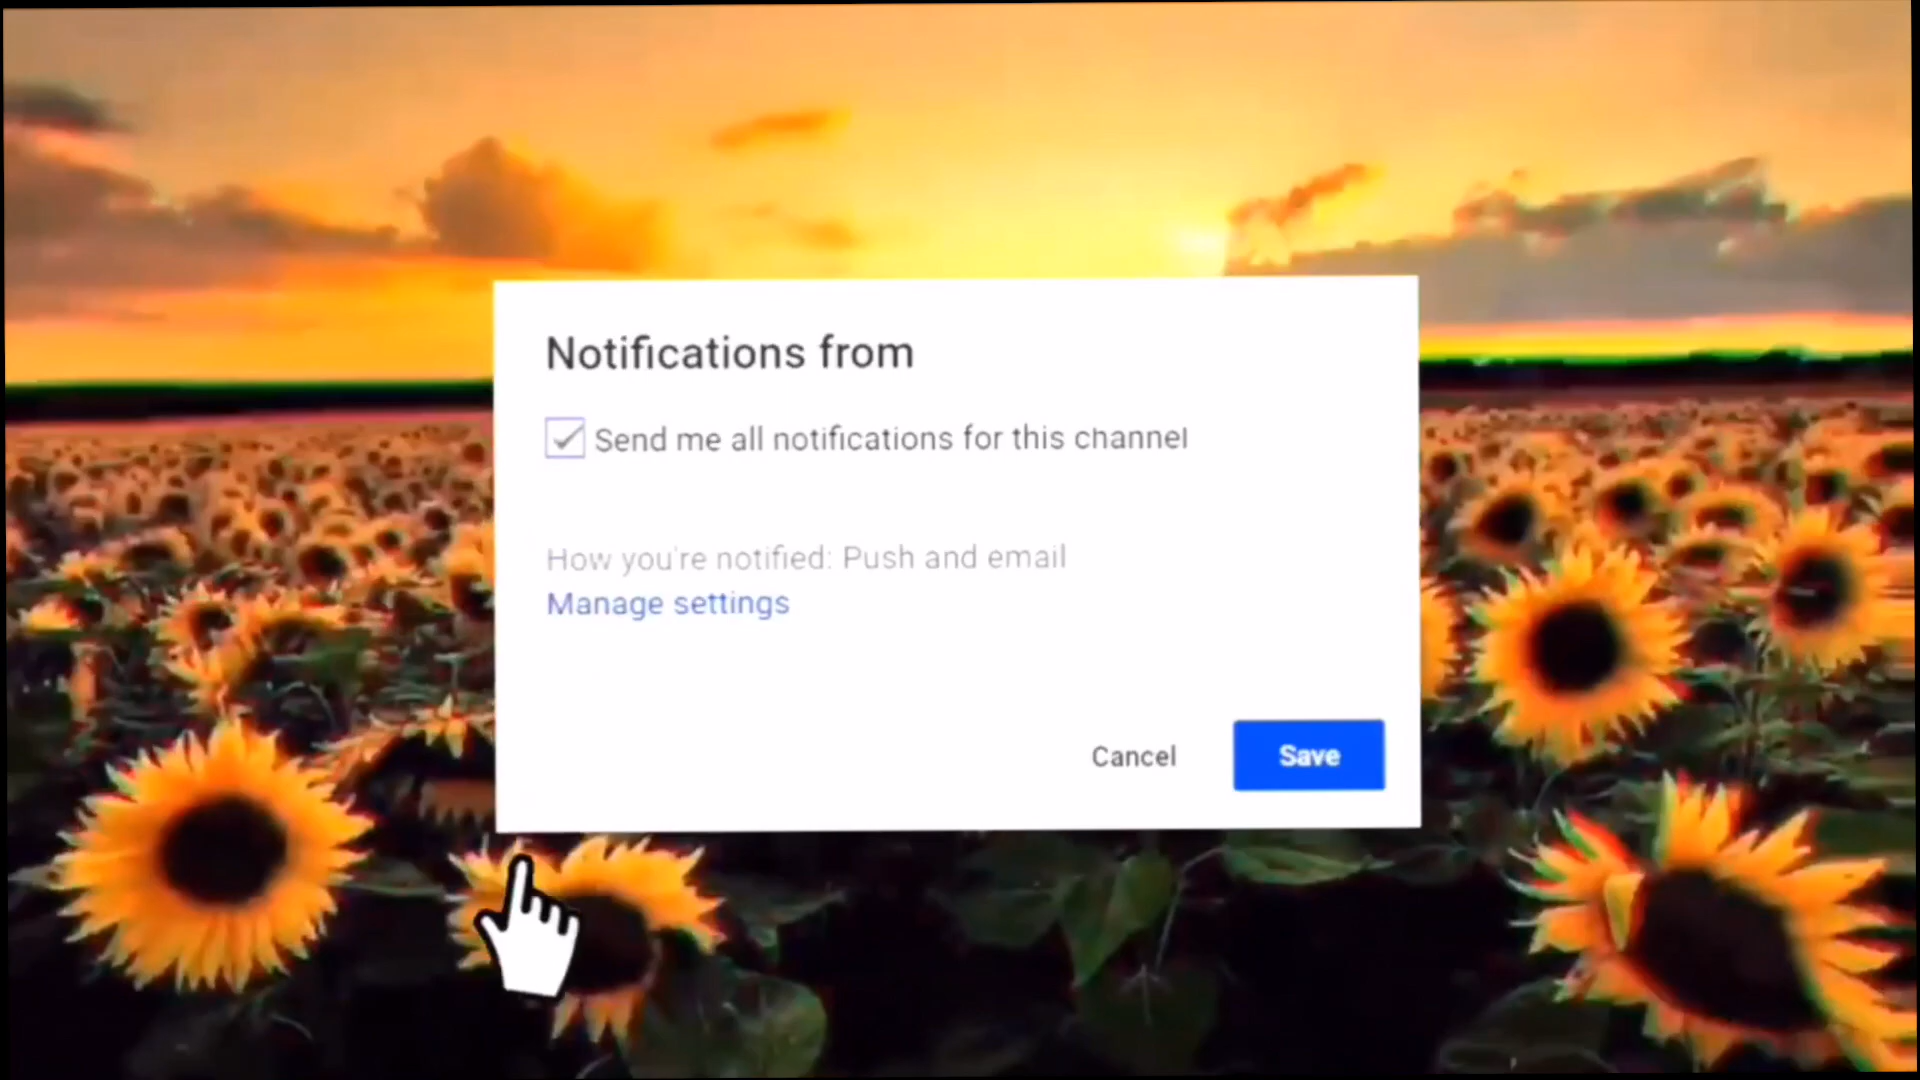 Notifications from
Send me all notifications for this channel
How you're notified: Push and email
Manage settings
Cancel
Save